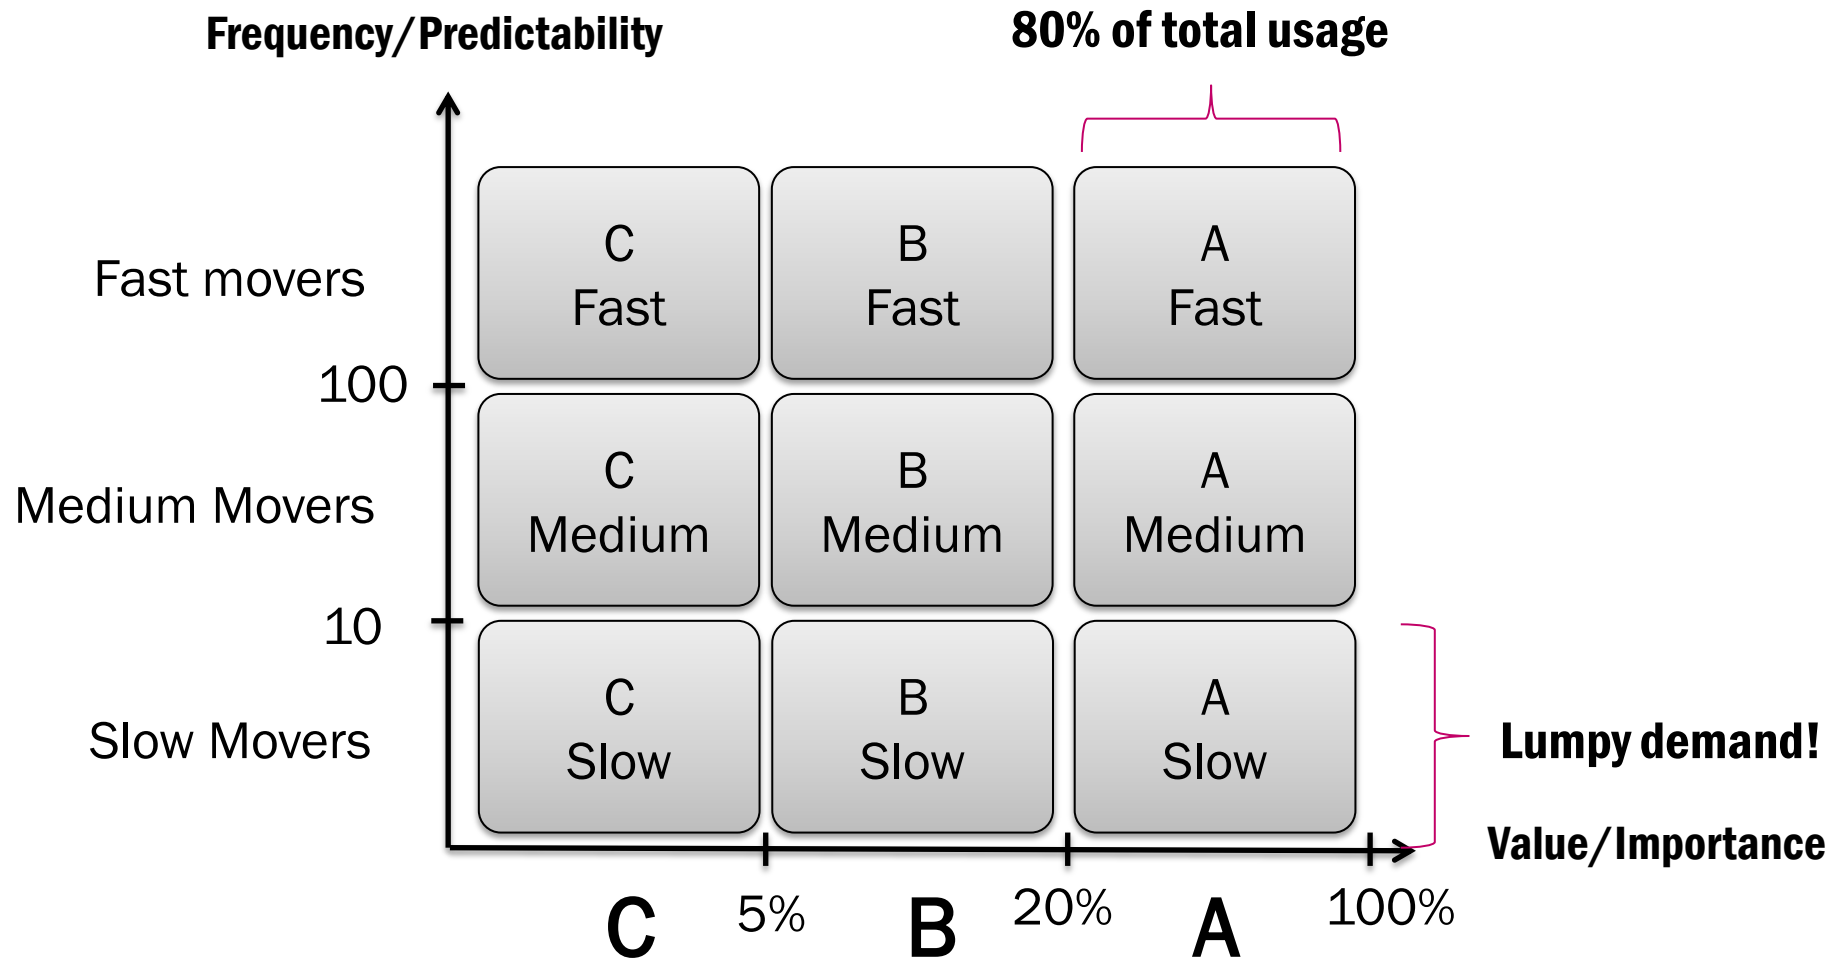 Frequency/Predictability
80% of total usage
Fast movers
C
Fast
B
Fast
A
Fast
100
Medium Movers
C
Medium
B
Medium
A
Medium
10
Slow Movers
C
Slow
B
Slow
A
Slow
Lumpy demand!
Value/Importance
C
5%
B
20%
A
100%